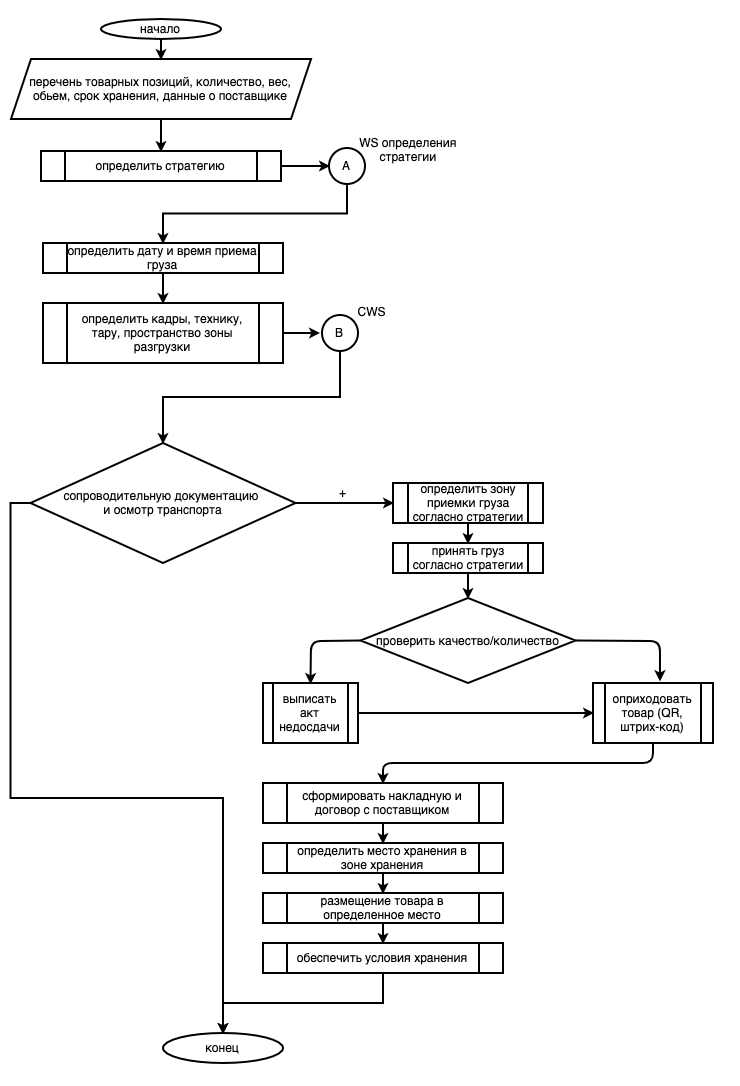 начало
перечень товарных позиций, количество, вес,
обьем, срок хранения, данные о поставщике
определить стратегию
A
WS определения
стратегии
определить дату и время приема
груза
определить кадры, технику,
тару, пространство зоны
разгрузки
B
CWS
сопроводительную документацию
и осмотр транспорта
+
определить зону
приемки груза
согласно стратегии
принять груз
согласно стратегии
проверить качество/количество
выписать
акт
недосдачи
оприходовать
товар (QR,
штрих-код)
сформировать накладную и
договор с поставщиком
определить место хранения в
зоне хранения
размещение товара в
определенное место
обеспечить условия хранения
конец